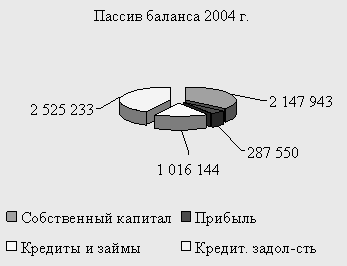 Пассив баланса 2004 г.
2 525 233
2 147 943
287 550
1 016 144
Собственный капитал Прибыль
Кредиты и займы Кредит. задол-сть